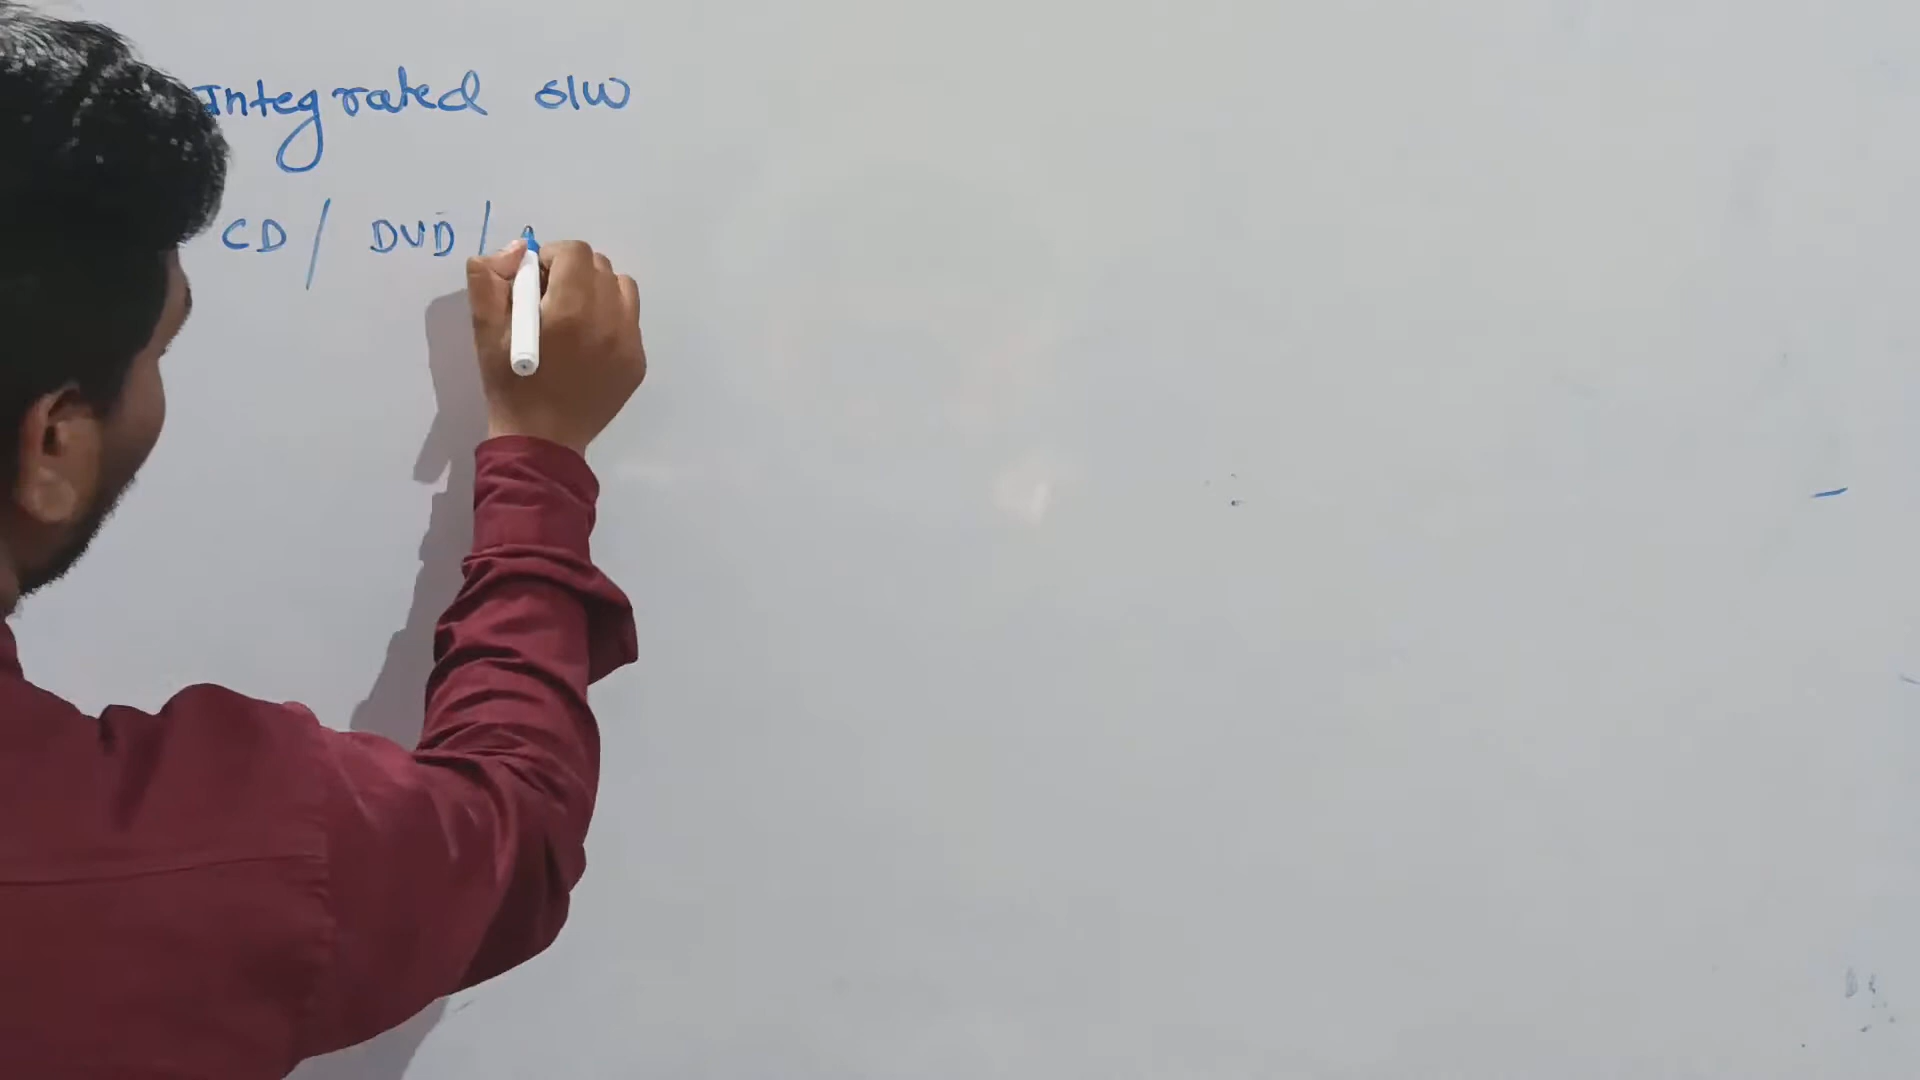 Integrated S/W
CD / DVD /